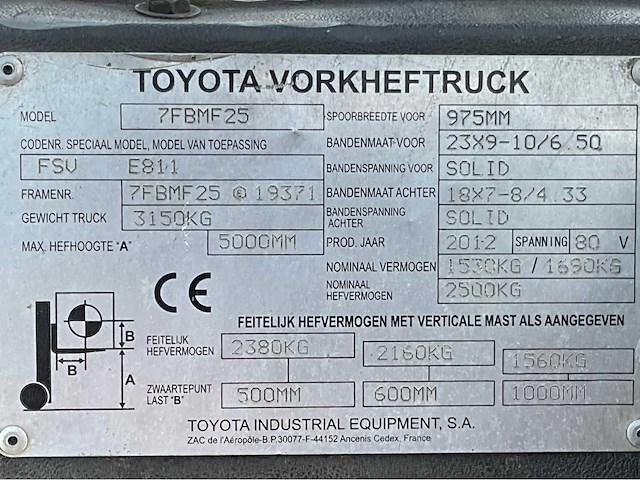 TOYOTA VORKHEFTRUCK
MODEL 7FBMF25 SPOORBREEDTE VOOR 975MM
CODENR. SPECIAAL MODEL, MODEL VAN TOEPASSING BANDENMAAT-VOOR 23X9-10/6.50
FSV E811 BANDENSPANNING VOOR SOLID
FRAMENR. 7FBMF25 19371 BANDENMAAT ACHTER 18X7-8/4.33
GEWICHT TRUCK 3150KG BANDENSPANNING ACHTER SOLID
MAX. HEFHOOGTE "A" 5000MM PROD. JAAR 2012 SPANNING 80 V
NOMINAAL VERMOGEN 1530KG / 1690KG
NOMINAAL HEFVERMOGEN 2500KG
CE
FEITELIJK HEFVERMOGEN MET VERTICALE MAST ALS AANGEGEVEN
B
B
A
FEITELIJK HEFVERMOGEN 2380KG 2160KG 1560KG
ZWAARTEPUNT LAST "B" 500MM 600MM 1000MM
TOYOTA INDUSTRIAL EQUIPMENT, S.A.
ZAC de l'Aéropôle-B.P.30077-F-44152 Ancenis Cedex, France